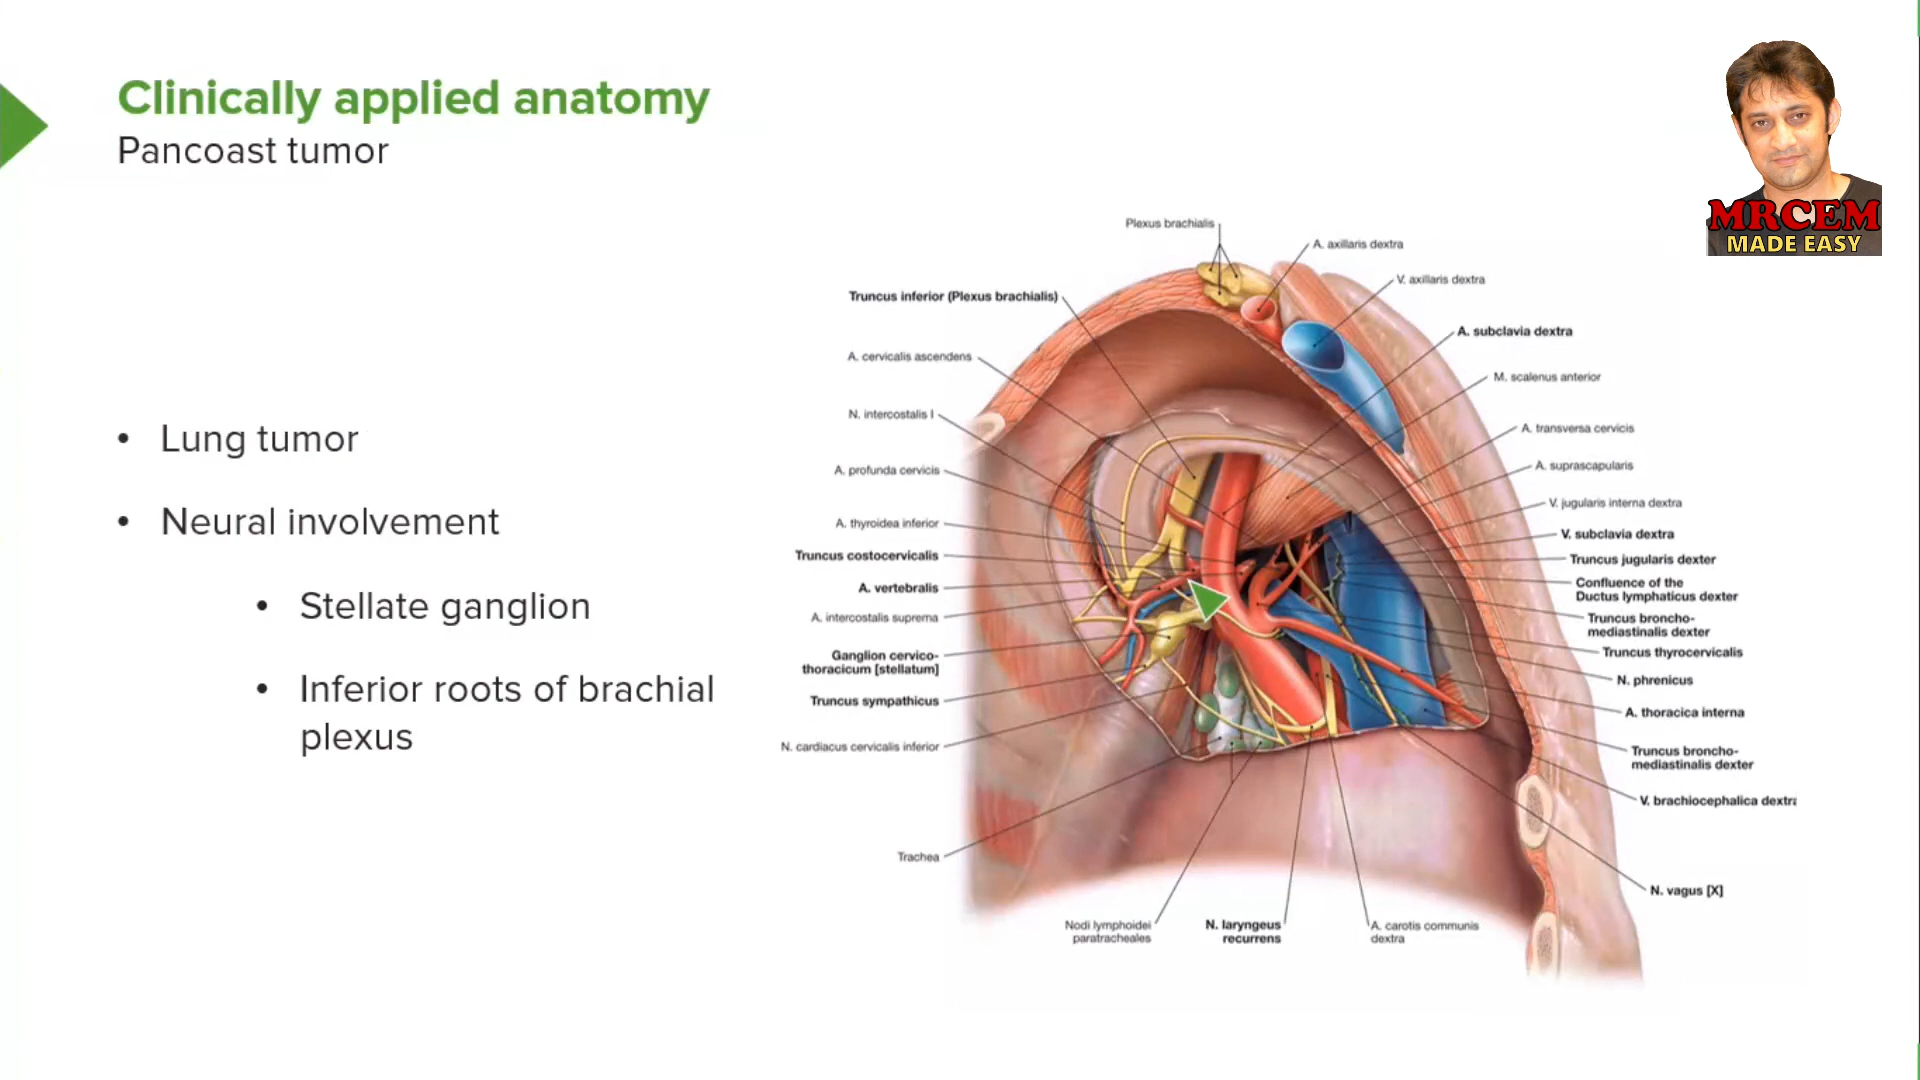 Clinically applied anatomy
Pancoast tumor
MRCEM
MADE EASY
• Lung tumor
• Neural involvement
• Stellate ganglion
• Inferior roots of brachial
plexus
Plexus brachialis
A. axillaris dextra
V. axillaris dextra
Truncus inferior (Plexus brachialis)
A. subclavia dextra
A. cervicalis ascendens
M. scalenus anterior
N. intercostalis I
A. transversa cervicis
A. profunda cervicis
A. suprascapularis
A. thyroidea inferior
V. jugularis interna dextra
Truncus costocervicalis
V. subclavia dextra
A. vertebralis
Truncus jugularis dexter
A. intercostalis suprema
Confluence of the
Ductus lymphaticus dexter
Ganglion cervico-
thoracicum [stellatum]
Truncus broncho-
mediastinalis dexter
Truncus sympathicus
Truncus thyrocervicalis
N. cardiacus cervicalis inferior
N. phrenicus
A. thoracica interna
Truncus broncho-
mediastinalis dexter
V. brachiocephalica dextra
Trachea
N. vagus [X]
Nodi lymphoidei
paratracheales
N. laryngeus
recurrens
A. carotis communis
dextra